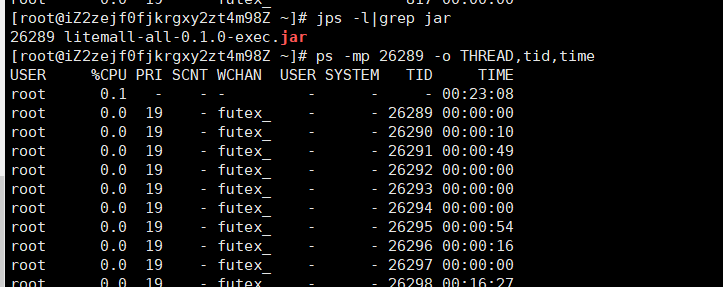 [root@iZ2zejf0fjkrgxy2zt4m98Z ~]# jps -l|grep jar
26289 litemall-all-0.1.0-exec.jar
[root@iZ2zejf0fjkrgxy2zt4m98Z ~]# ps -mp 26289 -o THREAD,tid,time
USER %CPU PRI SCNT WCHAN USER SYSTEM TID TIME
root 0.1 - - - - - - 00:23:08
root 0.0 19 - futex_ - - 26289 00:00:00
root 0.0 19 - futex_ - - 26290 00:00:10
root 0.0 19 - futex_ - - 26291 00:00:49
root 0.0 19 - futex_ - - 26292 00:00:00
root 0.0 19 - futex_ - - 26293 00:00:00
root 0.0 19 - futex_ - - 26294 00:00:00
root 0.0 19 - futex_ - - 26295 00:00:54
root 0.0 19 - futex_ - - 26296 00:00:16
root 0.0 19 - futex_ - - 26297 00:00:00
root 0.0 19 - futex_ - - 26298 00:16:27